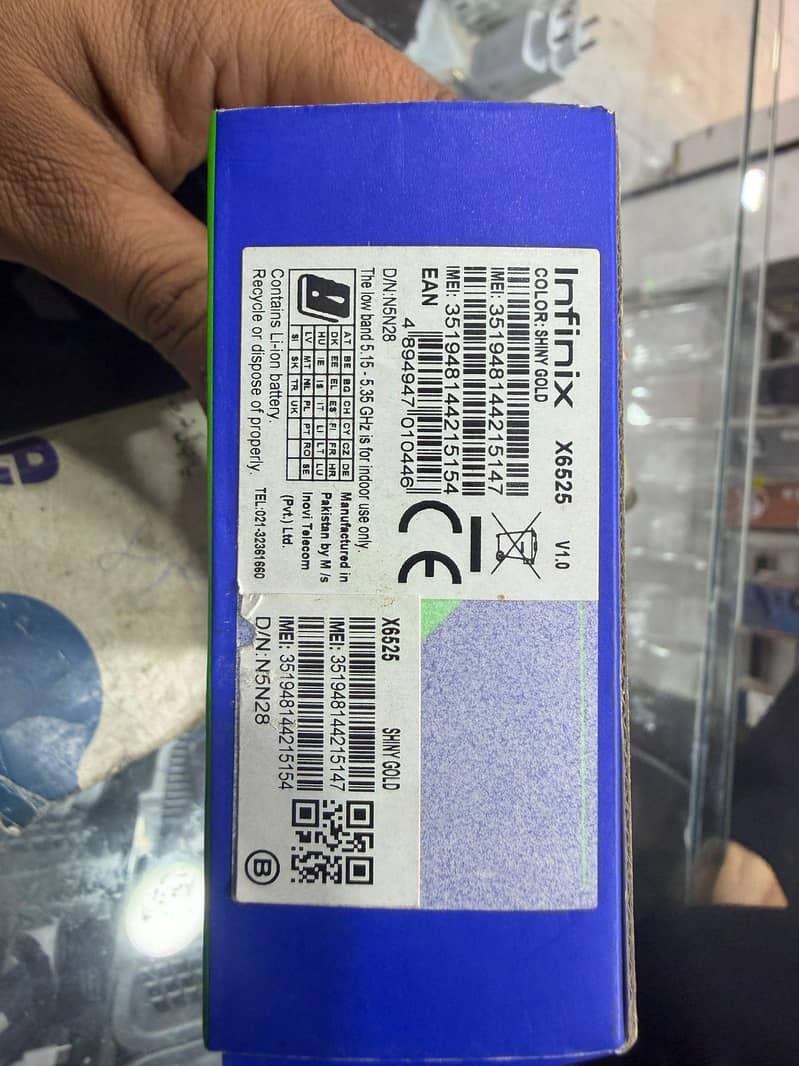 Infinix X6525 V1.0
COLOR: SHINY GOLD
IMEI: 351948144215147
IMEI: 351948144215154
EAN
4 894947 010446
D/N:N5N28
The low band 5.15 - 5.35 GHz is for indoor use only.
AT BE BG CH CY CZ DE
DK EE EL ES FI FR HR
HU IE IS IT LI LT LU
LV MT NL PL PT RO SE
SI SK TR UK
Contains Li-ion battery.
Recycle or dispose of properly.
Manufactured in
Pakistan by M/s
Inovi Telecom
(Pvt.) Ltd.
TEL:021-32361660
CE
X6525 SHINY GOLD
IMEI: 351948144215147
IMEI: 351948144215154
D/N:N5N28
B